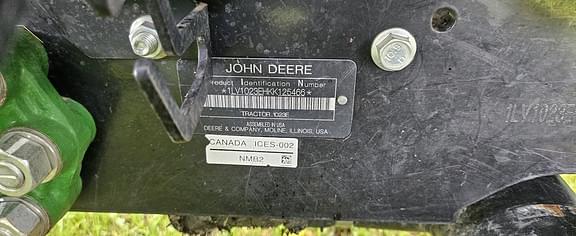 JOHN DEERE
Product Identification Number
*1LV1023EHKK125466*
TRACTOR 1023E
ASSEMBLED IN USA
DEERE & COMPANY, MOLINE, ILLINOIS, USA
CANADA ICES-002
NMB2
1LV1023E